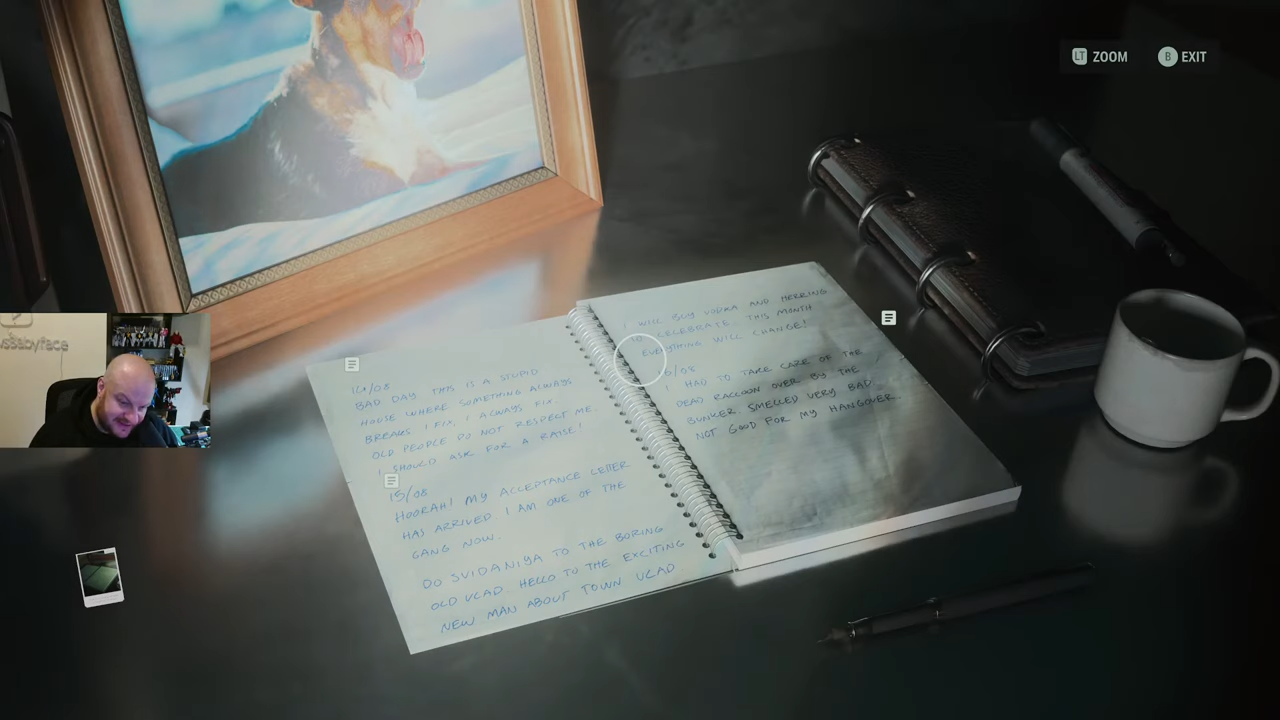 LT ZOOM
B EXIT
ssbabyface
BAD DAY THIS IS A STUPID
HOUSE WHERE SOMETHING ALWAYS
BREAKS I FIX, I ALWAYS FIX.
OLD PEOPLE DO NOT RESPECT ME.
I SHOULD ASK FOR A RAISE!
15/08
HOORAH! MY ACCEPTANCE LETTER
HAS ARRIVED I AM ONE OF THE
GANG NOW.
DO SVIDANIYA TO THE BORING
OLD VLAD. HELLO TO THE EXCITING
NEW MAN ABOUT TOWN VLAD
I WILL BUY VODKA AND HERRING
TO CELEBRATE. THIS MONTH
EVERYTHING WILL CHANGE!
6/08
I HAD TO TAKE CARE OF THE
DEAD RACCOON OVER BY THE
BUNKER. SMELLED VERY BAD
NOT GOOD FOR MY HANGOVER.